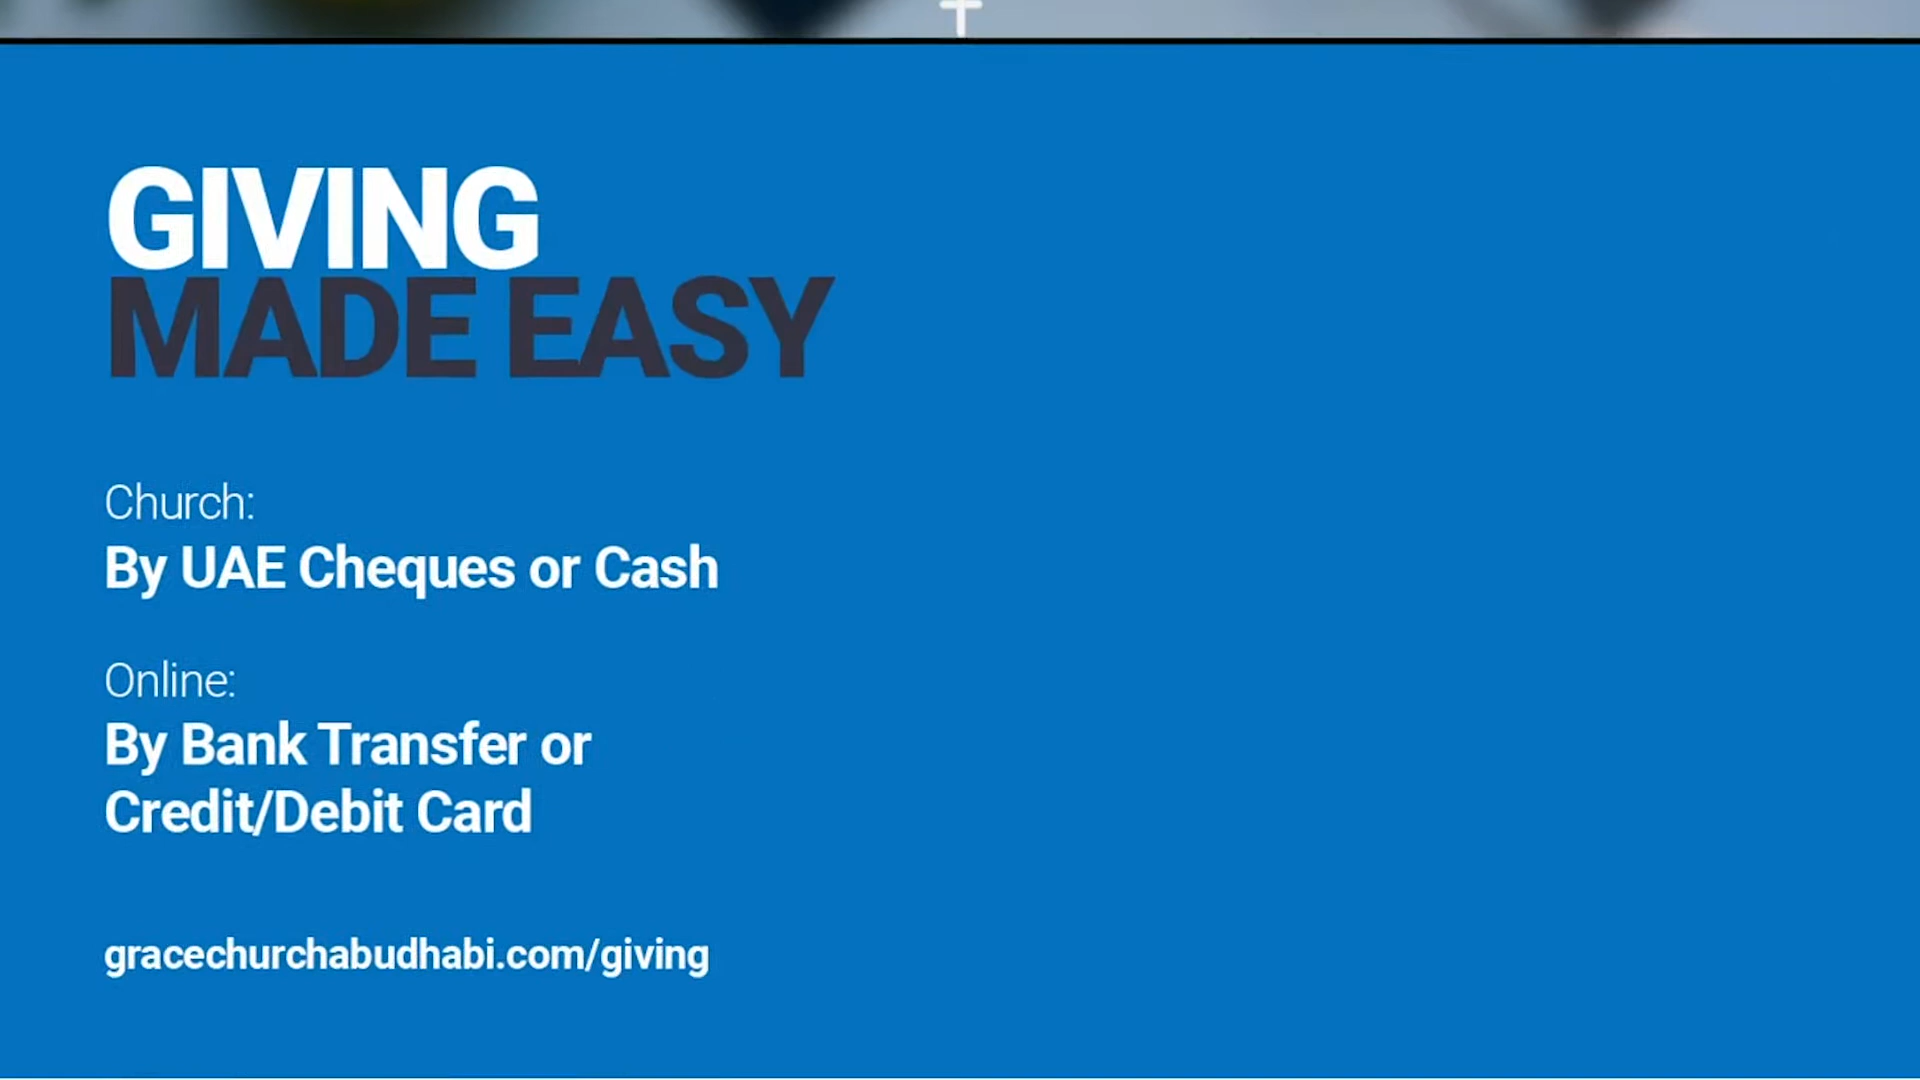 GIVING
MADE EASY
Church:
By UAE Cheques or Cash
Online:
By Bank Transfer or
Credit/Debit Card
gracechurchabudhabi.com/giving